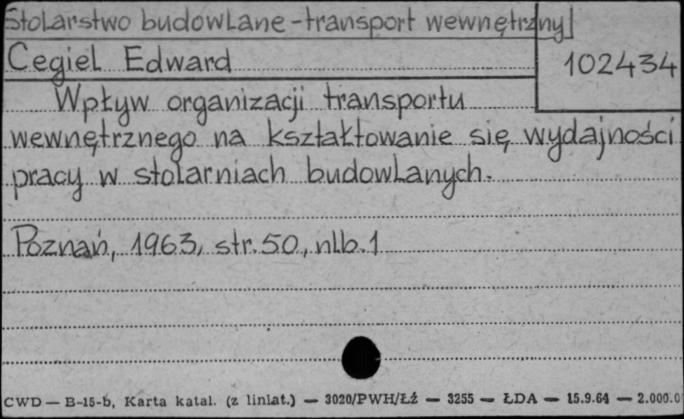 Stolarstwo budowlane - transport wewnętrzny
Cegiel Edward
102434
Wpływ organizacji transportu
wewnętrznego na kształtowanie się wydajności
pracy w stolarniach budowlanych.
Poznań, 1963, str. 50, nlb. 1
CWD — B-15-b, Karta katal. (z liniat.) — 3020/PWH/Łź — 3255 — ŁDA — 15.9.64 — 2.000.0